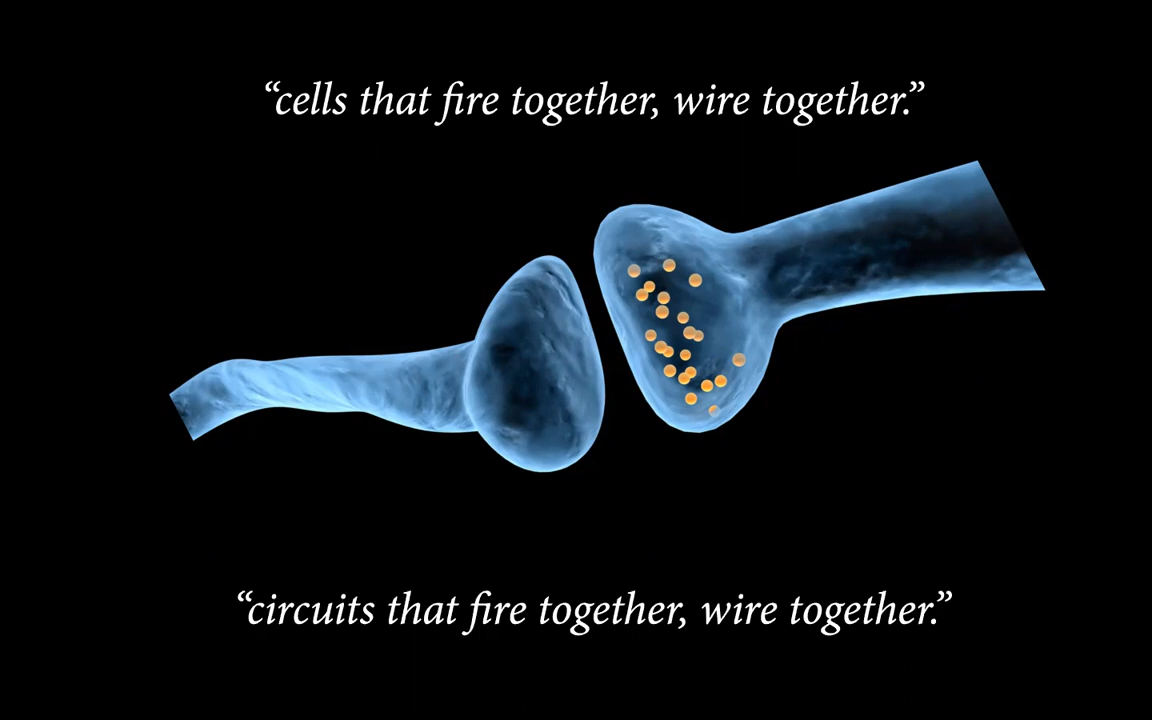 “cells that fire together, wire together.”
“circuits that fire together, wire together.”